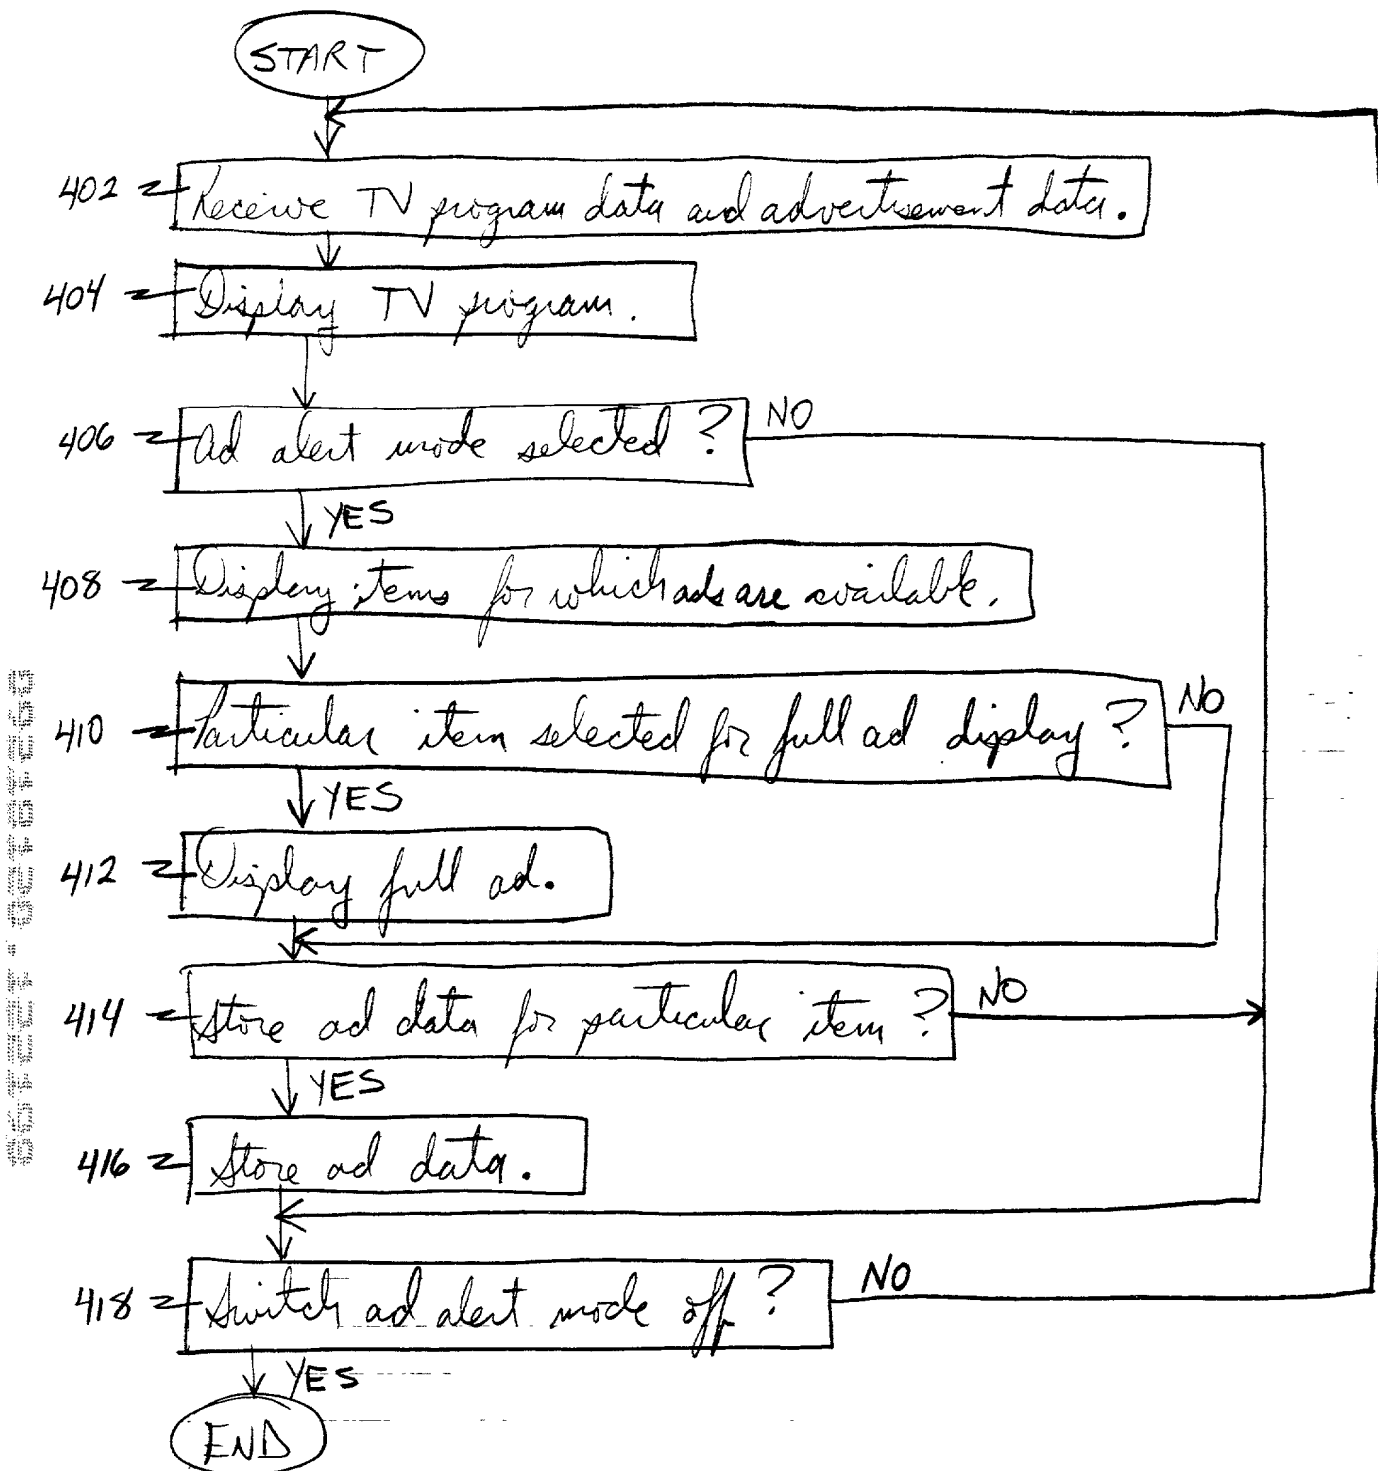 START
402 Receive TV program data and advertisement data.
404 Display TV program.
406 Ad alert mode selected? NO
YES
408 Display items for which ads are available.
410 Particular item selected for full ad display? NO
YES
412 Display full ad.
414 Store ad data for particular item? NO
YES
416 Store ad data.
418 Switch ad alert mode off? NO
YES
END